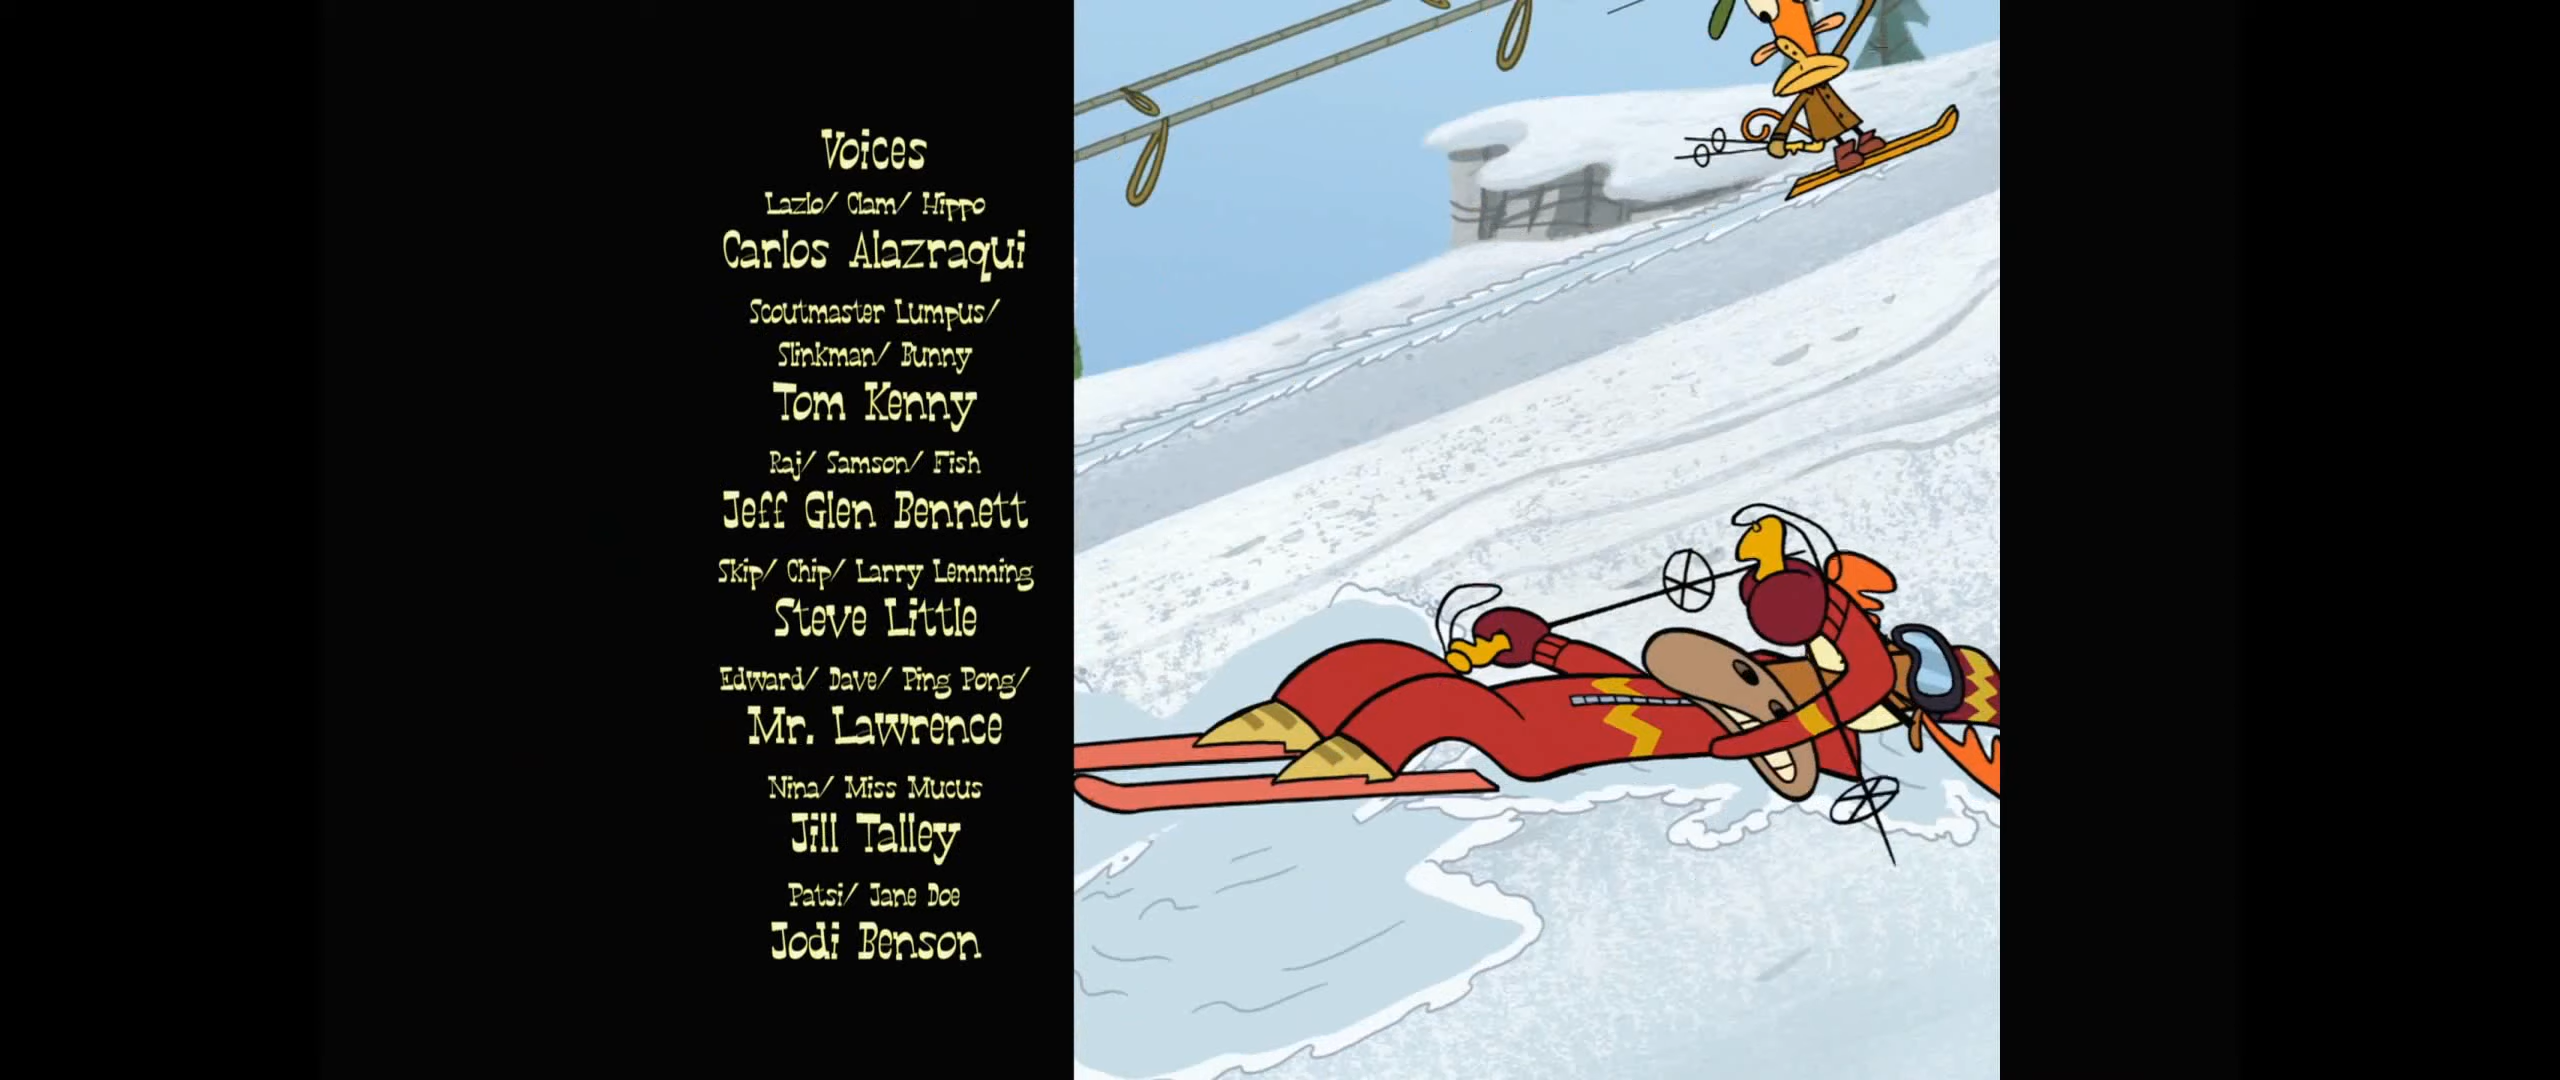 Voices
Lazlo/ Clam/ Hippo
Carlos Alazraqui
Scoutmaster Lumpus/
Slinkman/ Bunny
Tom Kenny
Raj/ Samson/ Fish
Jeff Glen Bennett
Skip/ Chip/ Larry Lemming
Steve Little
Edward/ Dave/ Ping Pong/
Mr. Lawrence
Nina/ Miss Mucus
Jill Talley
Patsi/ Jane Doe
Jodi Benson